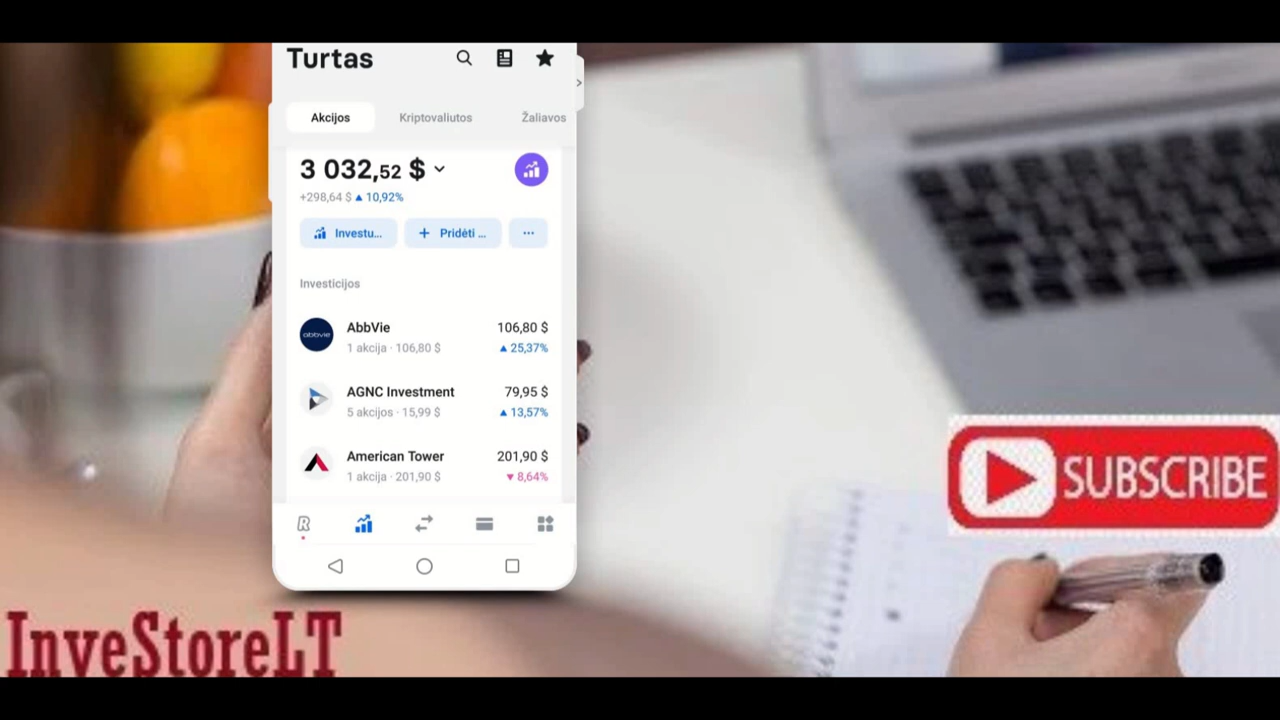 Turtas
Akcijos Kriptovaliutos Žaliavos
3 032,52 $
+298,64 $ ▲ 10,92%
Investu... + Pridėti ... ...
Investicijos
abbvie AbbVie 106,80 $
1 akcija · 106,80 $ ▲ 25,37%
AGNC Investment 79,95 $
5 akcijos · 15,99 $ ▲ 13,57%
American Tower 201,90 $
1 akcija · 201,90 $ ▼ 8,64%
SUBSCRIBE
InveStoreLT